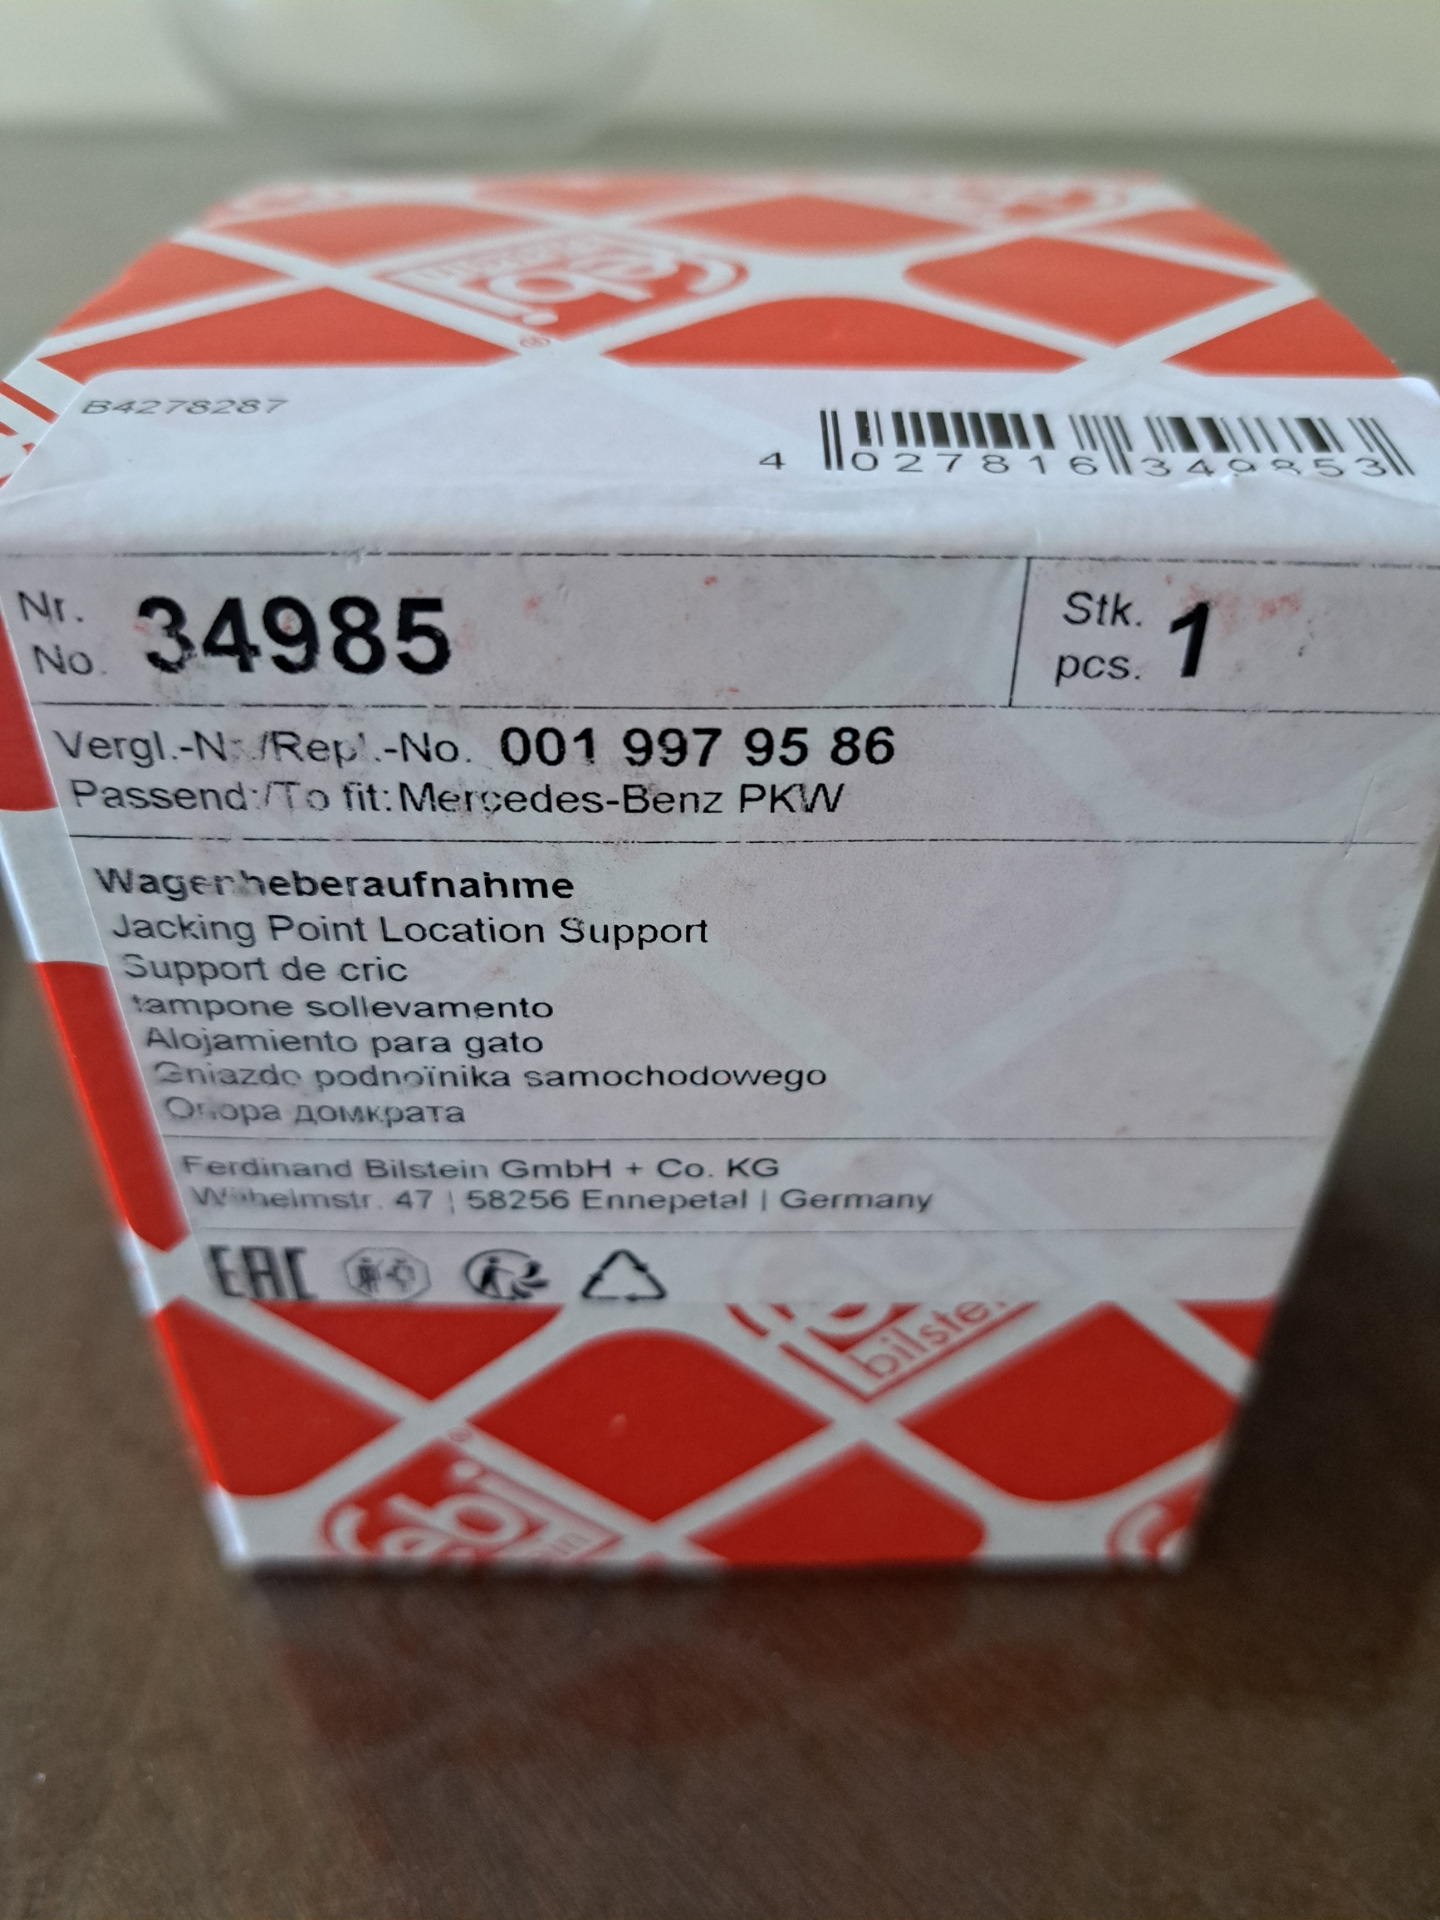 B4278287
4 027816 349853
Nr.
No. 34985
Stk.
pcs. 1
Vergl.-Nr./Repl.-No. 001 997 95 86
Passend:/To fit: Mercedes-Benz PKW
Wagenheberaufnahme
Jacking Point Location Support
Support de cric
tampone sollevamento
Alojamiento para gato
Gniazdo podnoïnika samochodowego
Опора домкрата
Ferdinand Bilstein GmbH + Co. KG
Wilhelmstr. 47 | 58256 Ennepetal | Germany
EAC
bilstein